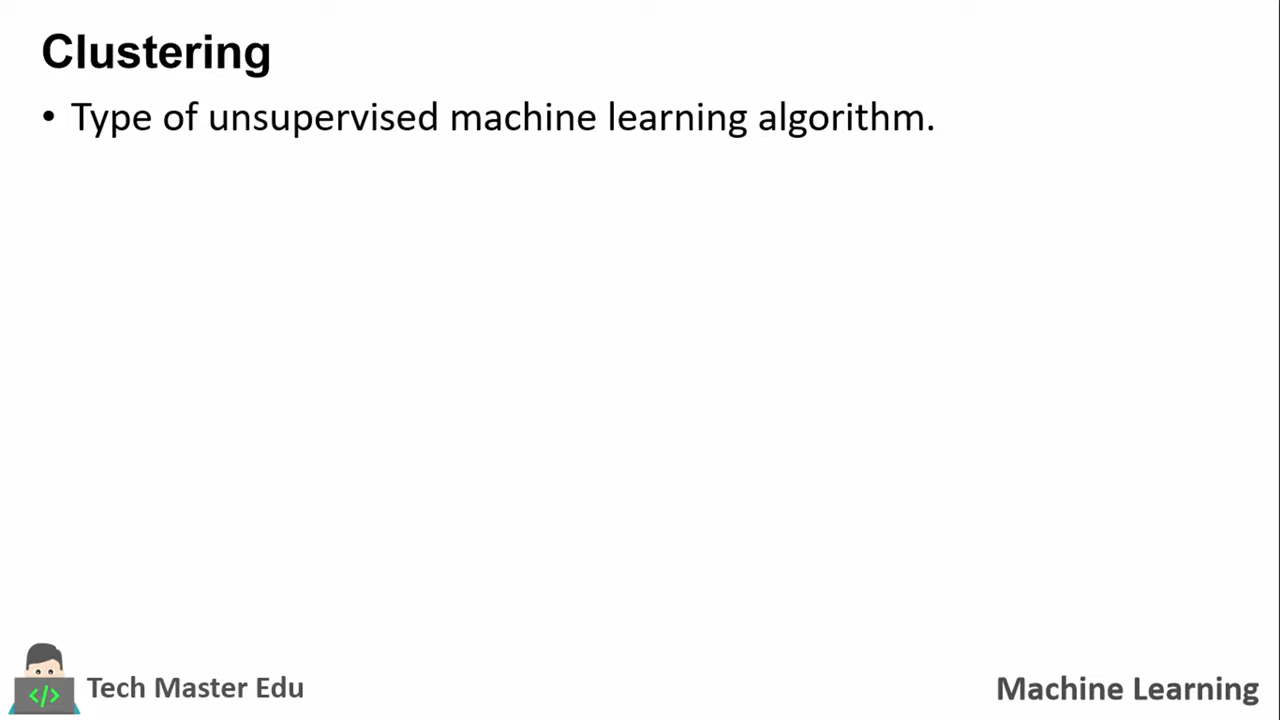 Clustering
• Type of unsupervised machine learning algorithm.
</>
Tech Master Edu
Machine Learning